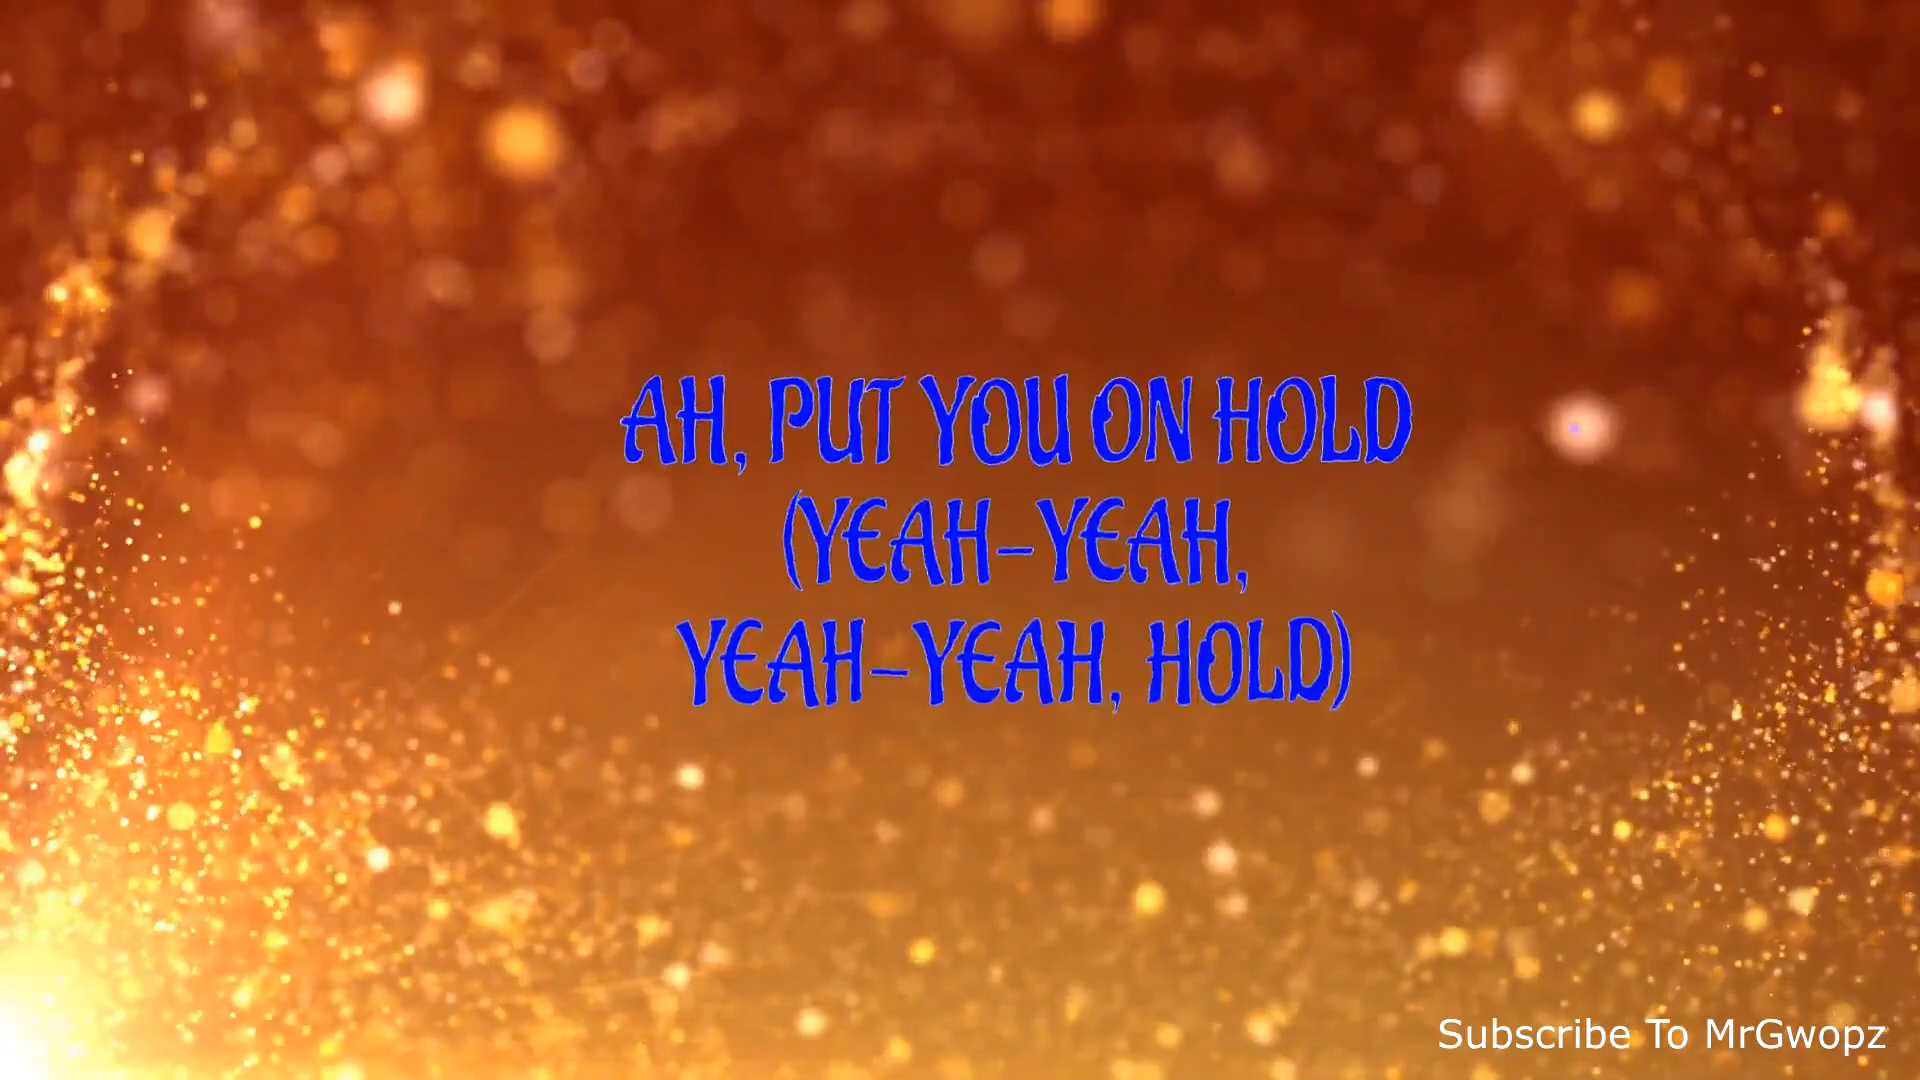 AH, PUT YOU ON HOLD
(YEAH-YEAH,
YEAH-YEAH, HOLD)
Subscribe To MrGwopz